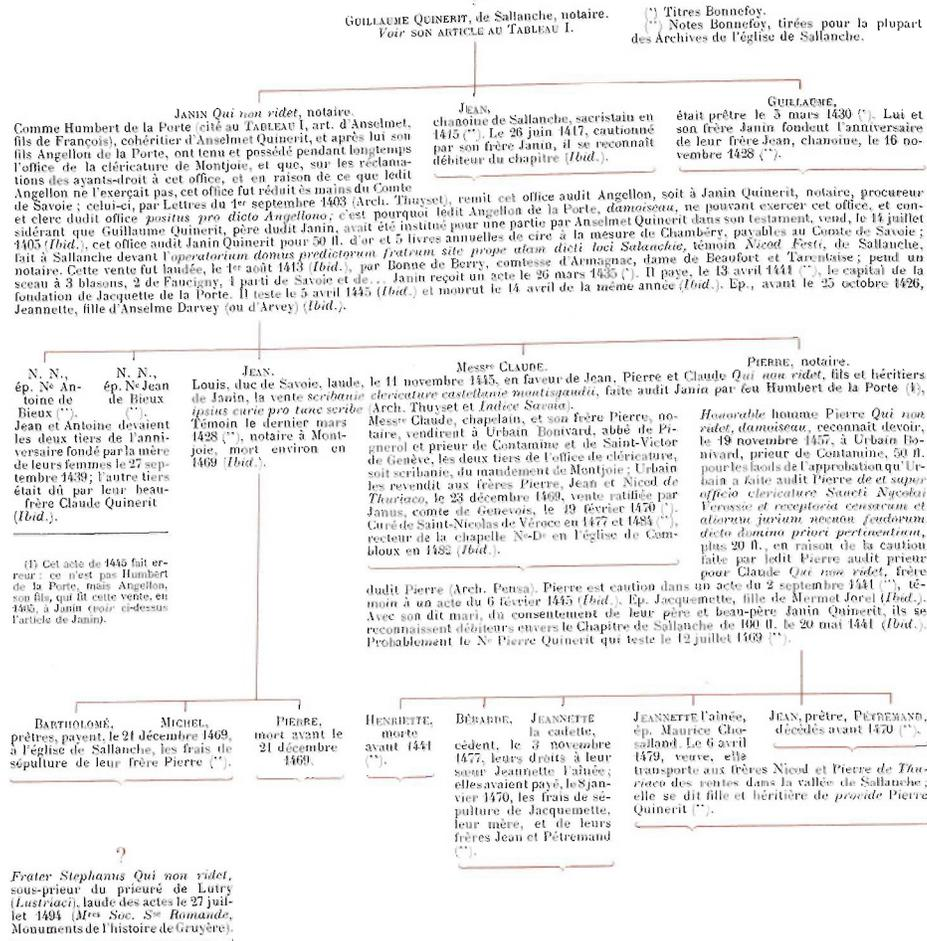 GUILLAUME QUINERIT, de Sallanche, notaire.
Voir SON ARTICLE AU TABLEAU I.
(*) Titres Bonnefoy.
(**) Notes Bonnefoy, tirées pour la plupart
des Archives de l'église de Sallanche.
JANIN Qui non ridet, notaire.
Comme Humbert de la Porte (cité au TABLEAU I, art. d'Anselmet,
fils de François), cohéritier d'Anselmet Quinerit, et après lui son
fils Angellon de la Porte, ont tenu et possédé pendant longtemps
l'office de la cléricature de Montjoie, et que, sur les réclama-
tions des ayants-droit à cet office, et en raison de ce que ledit
Angellon ne l'exerçait pas, cet office fut réduit ès mains du Comte
de Savoie ; celui-ci, par Lettres du 1er septembre 1403 (Arch. Thuyset), remit cet office audit Angellon, soit à Janin Quinerit, notaire, procureur
et clerc dudit office positus pro dicto Angellono; c'est pourquoi ledit Angellon de la Porte, damoiseau, ne pouvant exercer cet office, et con-
sidérant que Guillaume Quinerit, père dudit Janin, avait été institué pour une partie par Anselmet Quinerit dans son testament, vend, le 14 juillet
1405 (Ibid.), cet office audit Janin Quinerit pour 50 fl. d'or et 5 livres annuelles de cire à la mesure de Chambéry, payables au Comte de Savoie ;
fait à Sallanche devant l'operatorium domus predictorum fratrum site prope alam dicti loci Salanchie, témoin Nicod Festi, de Sallanche,
notaire. Cette vente fut laudée, le 1er août 1413 (Ibid.), par Bonne de Berry, comtesse d'Armagnac, dame de Beaufort et Tarentaise ; pend un
sceau à 3 blasons, 2 de Faucigny, 1 parti de Savoie et de... Janin reçoit un acte le 26 mars 1435 (*). Il paye, le 13 avril 1441 (**), le capital de la
fondation de Jacquette de la Porte. Il teste le 5 avril 1445 (Ibid.) et mourut le 14 avril de la même année (Ibid.). Ép., avant le 25 octobre 1426,
Jeannette, fille d'Anselme Darvey (ou d'Arvey) (Ibid.).
JEAN,
chanoine de Sallanche, sacristain en
1415 (**). Le 26 juin 1417, cautionné
par son frère Janin, il se reconnaît
débiteur du chapitre (Ibid.).
GUILLAUME,
était prêtre le 5 mars 1430 (*). Lui et
son frère Janin fondent l'anniversaire
de leur frère Jean, chanoine, le 16 no-
vembre 1428 (**).
N. N.,
ép. Ne An-
toine de
Bieux (**).
N. N.,
ép. Ne Jean
de Bieux
(**).
Jean et Antoine devaient
les deux tiers de l'anni-
versaire fondé par la mère
de leurs femmes le 27 sep-
tembre 1439; l'autre tiers
était dû par leur beau-
frère Claude Quinerit
(Ibid.).
(1) Cet acte de 1445 fait er-
reur : ce n'est pas Humbert
de la Porte, mais Angellon,
son fils, qui fit cette vente, en
1405, à Janin (voir ci-dessus
l'article de Janin).
JEAN.
Messre CLAUDE.
PIERRE, notaire.
Louis, duc de Savoie, laude, le 11 novembre 1445, en faveur de Jean, Pierre et Claude Qui non ridet, fils et héritiers
de Janin, la vente scribanie clericature castellanie montisgaudii, faite audit Janin par feu Humbert de la Porte (1),
ipsius curie pro tunc scribe (Arch. Thuyset et Indice Savoia).
Témoin le dernier mars
1428 (**), notaire à Mont-
joie, mort environ en
1469 (Ibid.).
Messre Claude, chapelain, et son frère Pierre, no-
taire, vendirent à Urbain Bonivard, abbé de Pi-
gnerol et prieur de Contamine et de Saint-Victor
de Genève, les deux tiers de l'office de cléricature,
soit scribanie, du mandement de Montjoie ; Urbain
les revendit aux frères Pierre, Jean et Nicod de
Thuriaco, le 23 décembre 1469, vente ratifiée par
Janus, comte de Genevois, le 19 février 1470 (*).
Curé de Saint-Nicolas de Véroce en 1477 et 1484 (**),
recteur de la chapelle Ne-De en l'église de Com-
bloux en 1482 (Ibid.).
Honorable homme Pierre Qui non
ridet, damoiseau, reconnaît devoir,
le 19 novembre 1457, à Urbain Bo-
nivard, prieur de Contamine, 50 fl.
pour les laods de l'approbation qu'Ur-
bain a faite audit Pierre de et super
officio clericature Sancti Nycolai
Verossie et receptoria censarum et
aliorum jurium necnon feudorum
dicto domino priori pertinentium,
plus 20 fl., en raison de la caution
faite par ledit Pierre audit prieur
pour Claude Qui non ridet, frère
dudit Pierre (Arch. Pensa). Pierre est caution dans un acte du 2 septembre 1441 (**), té-
moin à un acte du 6 février 1445 (Ibid.). Ép. Jacquemette, fille de Mermet Jorel (Ibid.).
Avec son dit mari, du consentement de leur père et beau-père Janin Quinerit, ils se
reconnaissent débiteurs envers le Chapitre de Sallanche de 100 fl. le 20 mai 1441 (Ibid.).
Probablement le Ne Pierre Quinerit qui teste le 12 juillet 1469 (**).
BARTHOLOMÉ, MICHEL,
prêtres, payent, le 21 décembre 1469,
à l'église de Sallanche, les frais de
sépulture de leur frère Pierre (**).
PIERRE,
mort avant le
21 décembre
1469.
HENRIETTE,
morte
avant 1441
(**).
BÉRARDE, JEANNETTE
la cadette,
cèdent, le 3 novembre
1477, leurs droits à leur
sœur Jeannette l'aînée ;
elles avaient payé, le 8 jan-
vier 1470, les frais de sé-
pulture de Jacquemette,
leur mère, et de leurs
frères Jean et Pétremand
(**).
JEANNETTE l'aînée,
ép. Maurice Cho-
salland. Le 6 avril
1479, veuve, elle
transporte aux frères Nicod et Pierre de Thu-
riaco des rentes dans la vallée de Sallanche ;
elle se dit fille et héritière de provide Pierre
Quinerit (**).
JEAN, prêtre, PÉTREMAND,
décédés avant 1470 (**).
?
Frater Stephanus Qui non ridet,
sous-prieur du prieuré de Lutry
(Lustriaci), laude des actes le 27 juil-
let 1494 (Mres Soc. Sse Romande,
Monuments de l'histoire de Gruyère).